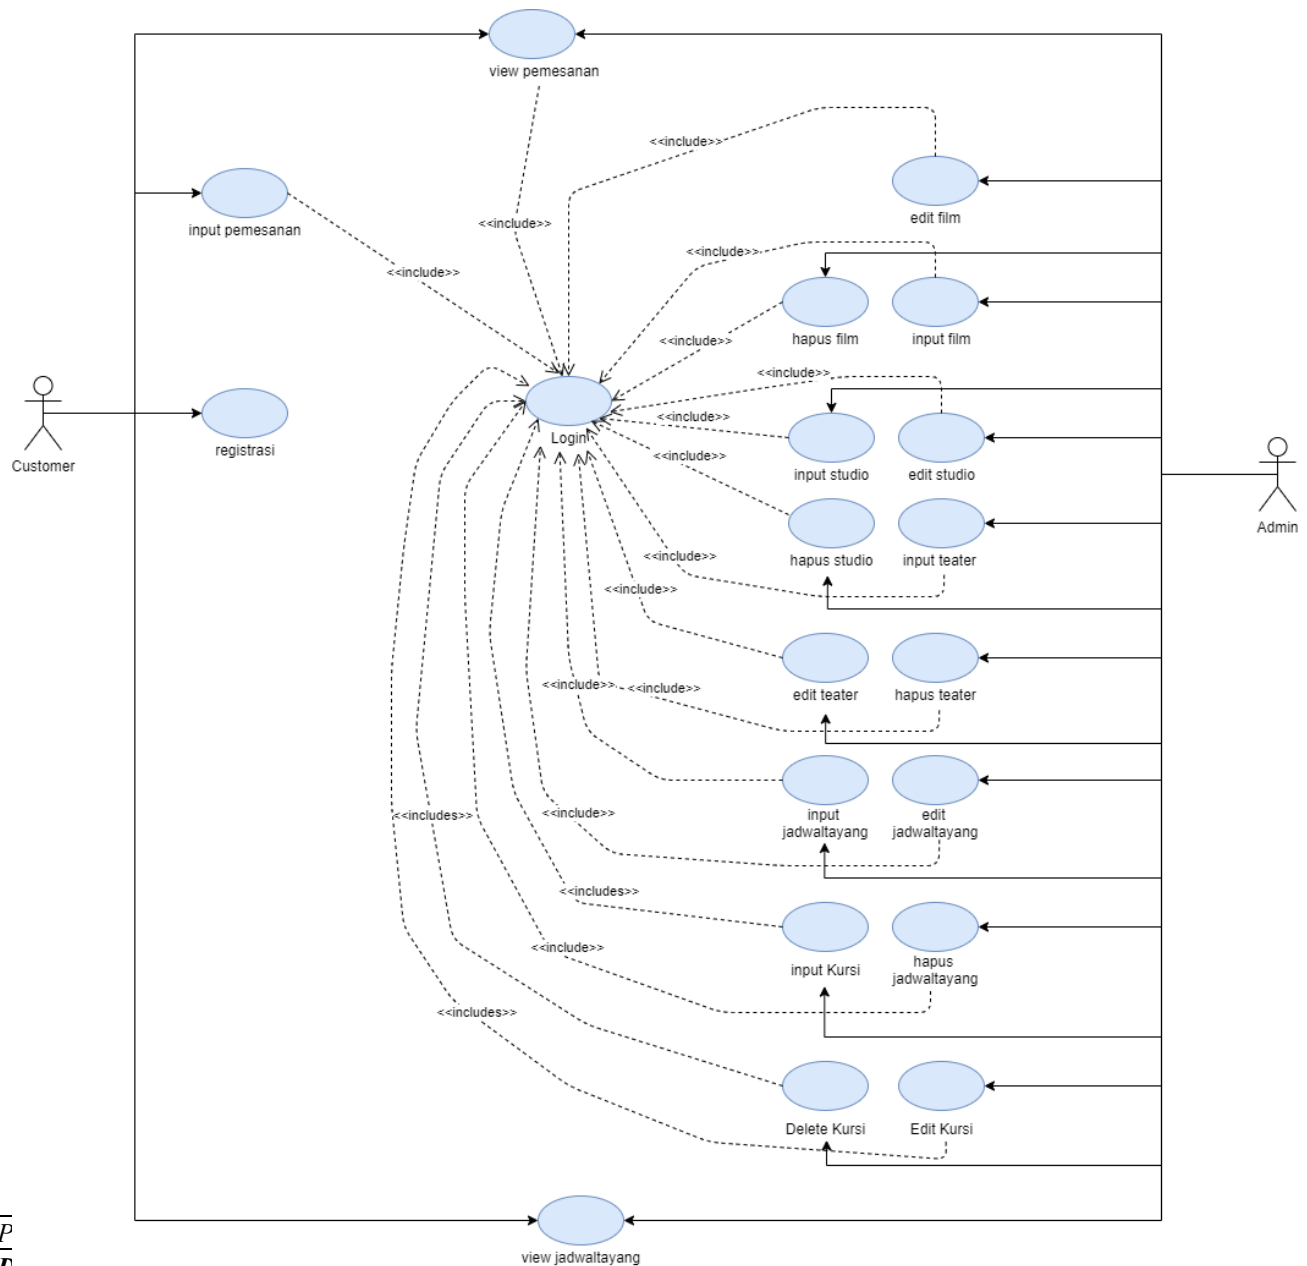 view pemesanan
<<include>>
edit film
<<include>>
input pemesanan
<<include>>
<<include>>
hapus film
input film
<<include>>
<<include>>
<<include>>
Login
Customer
registrasi
<<include>>
input studio
edit studio
Admin
hapus studio
input teater
<<include>>
<<include>>
edit teater
hapus teater
<<include>>
<<include>>
input
jadwaltayang
edit
jadwaltayang
<<includes>>
<<include>>
<<includes>>
input Kursi
hapus
jadwaltayang
<<include>>
<<includes>>
Delete Kursi
Edit Kursi
P
view jadwaltayang